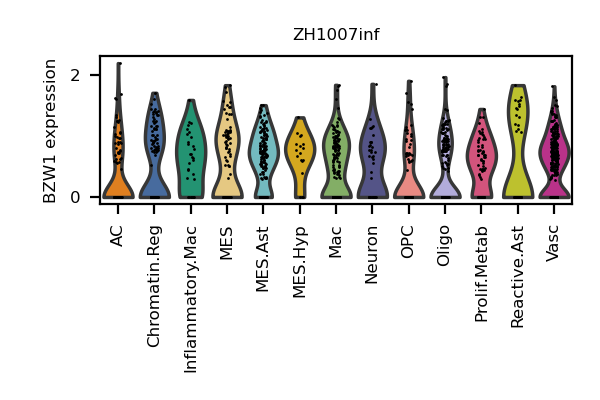 ZH1007inf
BZW1 expression
2
0
AC
Chromatin.Reg
Inflammatory.Mac
MES
MES.Ast
MES.Hyp
Mac
Neuron
OPC
Oligo
Prolif.Metab
Reactive.Ast
Vasc